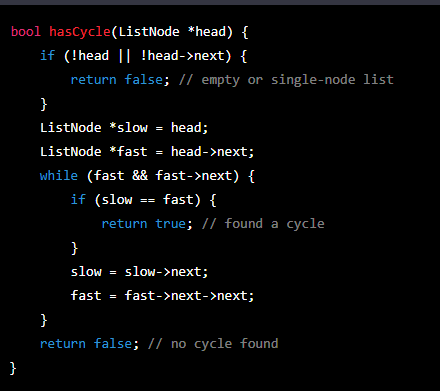 bool hasCycle(ListNode *head) {
    if (!head || !head->next) {
        return false; // empty or single-node list
    }
    ListNode *slow = head;
    ListNode *fast = head->next;
    while (fast && fast->next) {
        if (slow == fast) {
            return true; // found a cycle
        }
        slow = slow->next;
        fast = fast->next->next;
    }
    return false; // no cycle found
}